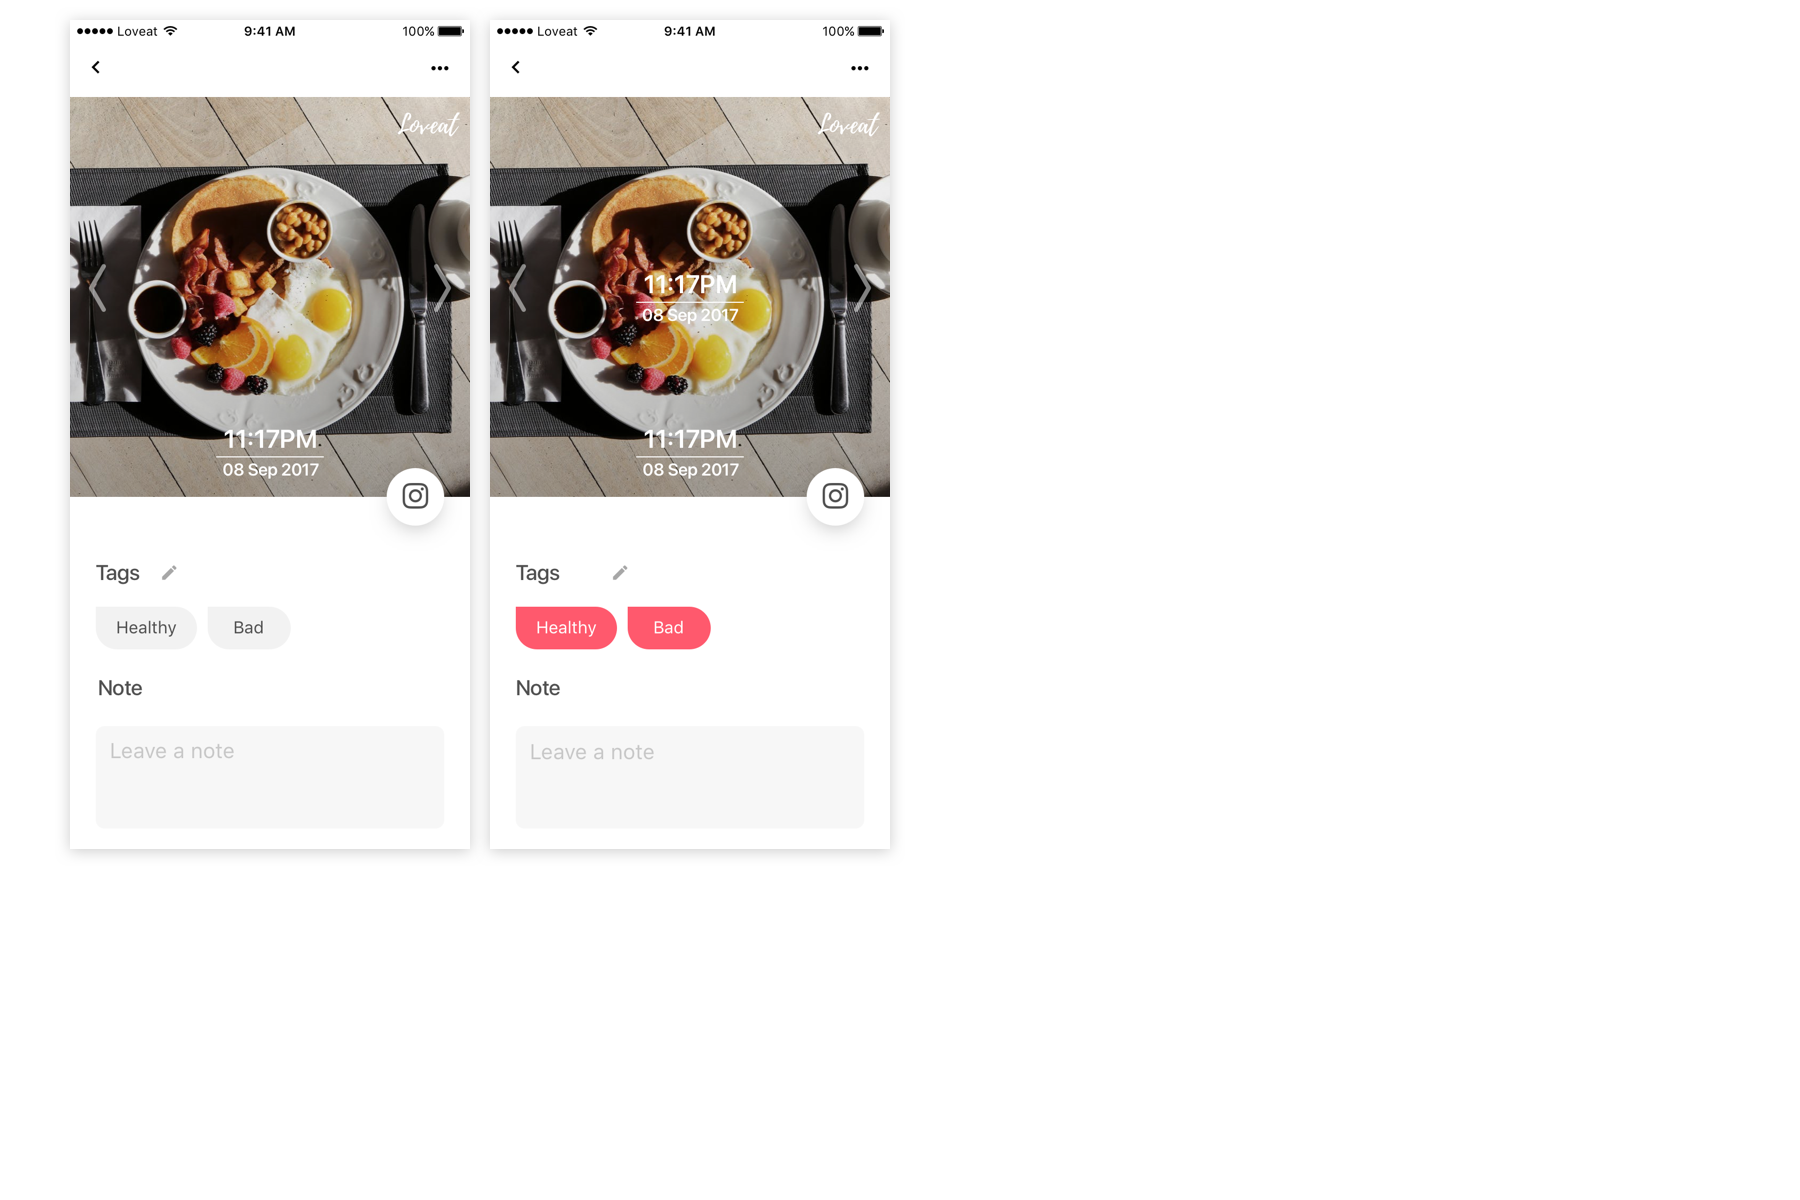 Loveat 9:41 AM 100%
Loveat
11:17PM
08 Sep 2017
Tags
Healthy Bad
Note
Leave a note
Loveat 9:41 AM 100%
Loveat
11:17PM
08 Sep 2017
11:17PM
08 Sep 2017
Tags
Healthy Bad
Note
Leave a note